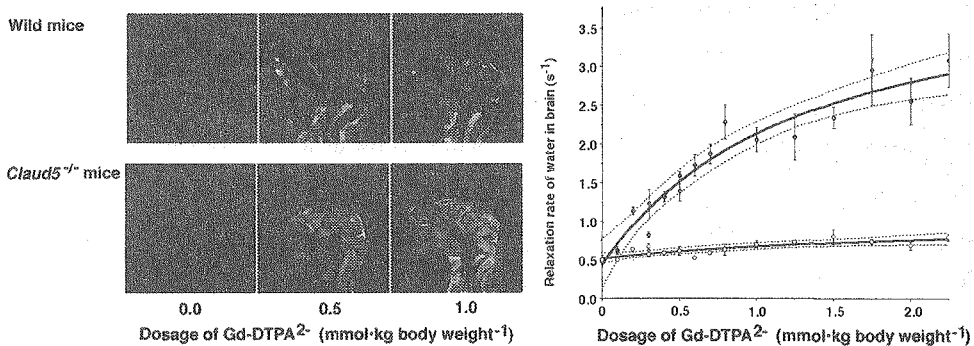 Wild mice
Claud5⁻/⁻ mice
0.0 0.5 1.0
Dosage of Gd-DTPA²⁻ (mmol·kg body weight⁻¹)
Relaxation rate of water in brain (s⁻¹)
3.5
3.0
2.5
2.0
1.5
1.0
0.5
0.0
0 0.5 1.0 1.5 2.0
Dosage of Gd-DTPA²⁻ (mmol·kg body weight⁻¹)